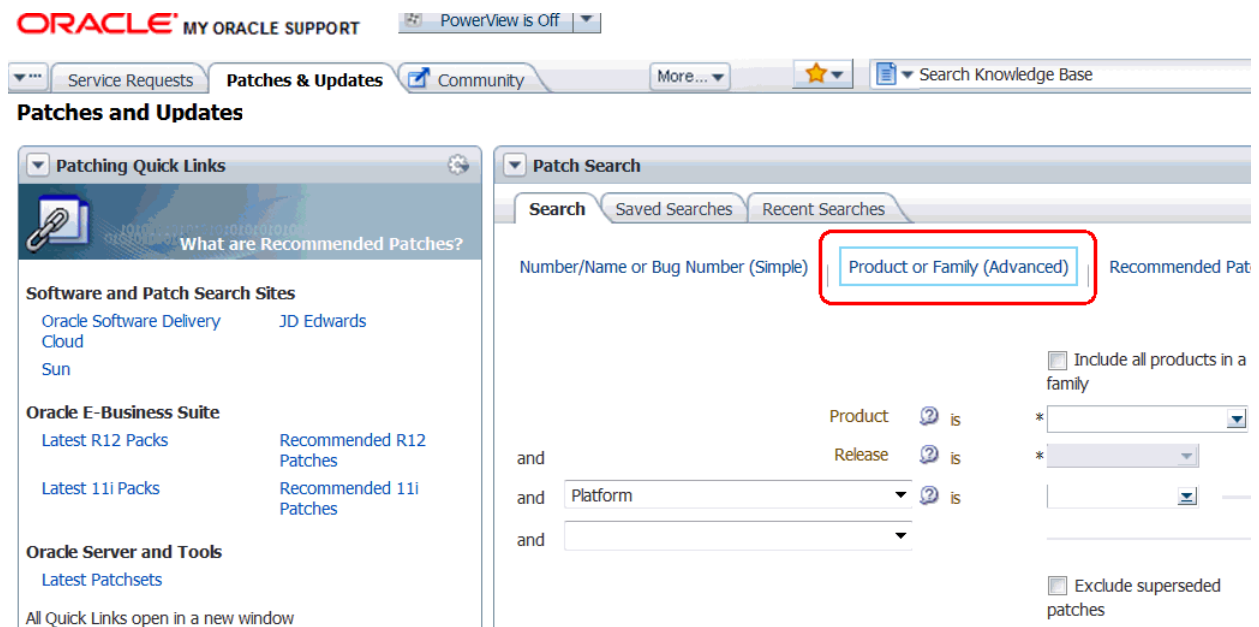 ORACLE MY ORACLE SUPPORT
PowerView is Off
Service Requests
Patches & Updates
Community
More...
Search Knowledge Base
Patches and Updates
Patching Quick Links
What are Recommended Patches?
Software and Patch Search Sites
Oracle Software Delivery Cloud
JD Edwards
Sun
Oracle E-Business Suite
Latest R12 Packs
Recommended R12 Patches
Latest 11i Packs
Recommended 11i Patches
Oracle Server and Tools
Latest Patchsets
All Quick Links open in a new window
Patch Search
Search
Saved Searches
Recent Searches
Number/Name or Bug Number (Simple)
Product or Family (Advanced)
Recommended Pat
Include all products in a family
Product is *
and Release is *
and Platform is
and
Exclude superseded patches